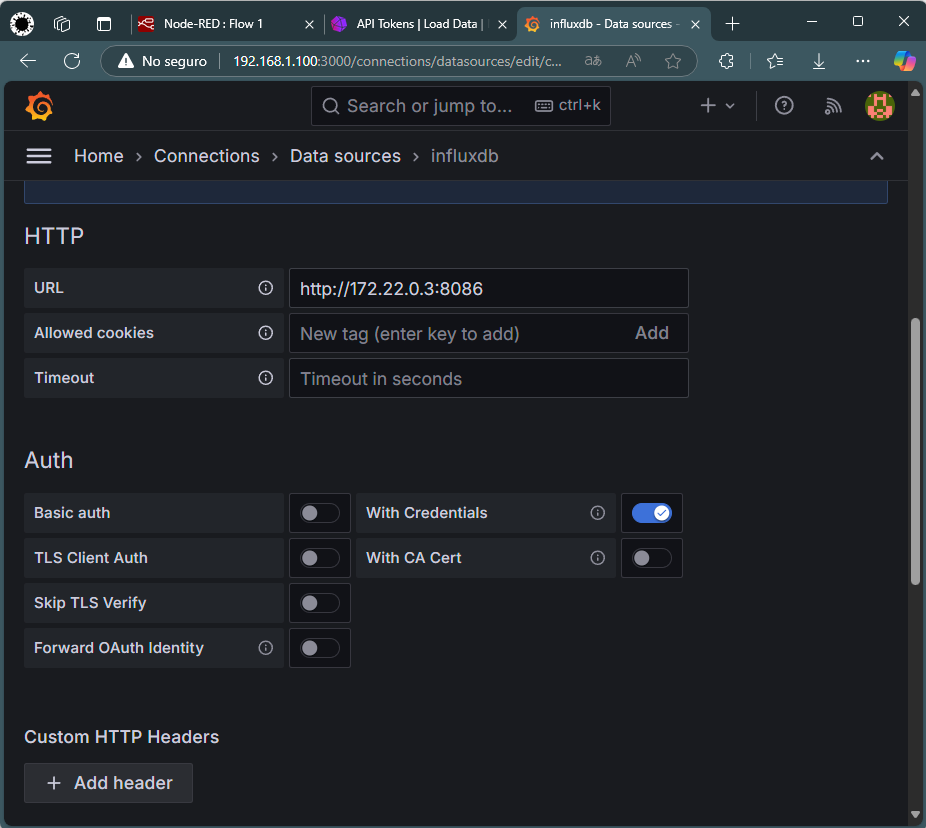 Node-RED : Flow 1
API Tokens | Load Data |
influxdb - Data sources -
No seguro
192.168.1.100:3000/connections/datasources/edit/c...
aあ
A
Search or jump to...
ctrl+k
Home › Connections › Data sources › influxdb
HTTP
URL
http://172.22.0.3:8086
Allowed cookies
New tag (enter key to add)
Add
Timeout
Timeout in seconds
Auth
Basic auth
With Credentials
TLS Client Auth
With CA Cert
Skip TLS Verify
Forward OAuth Identity
Custom HTTP Headers
+ Add header